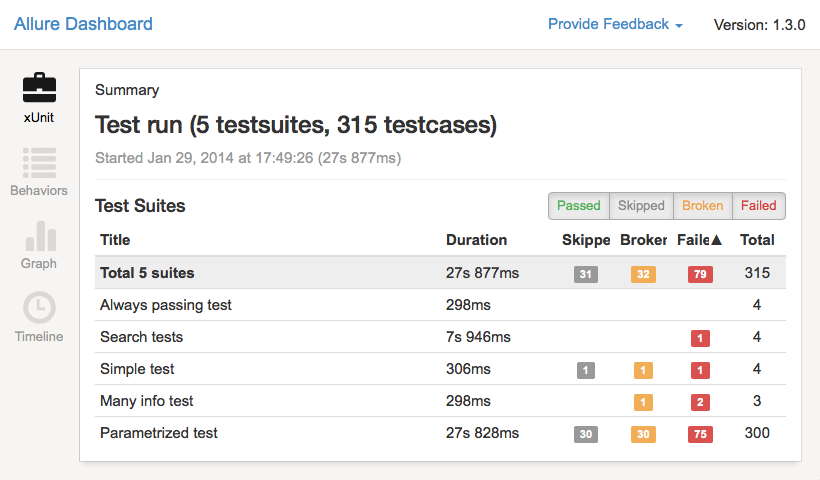 Allure Dashboard Provide Feedback Version: 1.3.0
xUnit
Behaviors
Graph
Timeline
Summary
Test run (5 testsuites, 315 testcases)
Started Jan 29, 2014 at 17:49:26 (27s 877ms)
Test Suites Passed Skipped Broken Failed
Title Duration Skippe Broker Faile▲ Total
Total 5 suites 27s 877ms 31 32 79 315
Always passing test 298ms 4
Search tests 7s 946ms 1 4
Simple test 306ms 1 1 1 4
Many info test 298ms 1 2 3
Parametrized test 27s 828ms 30 30 75 300